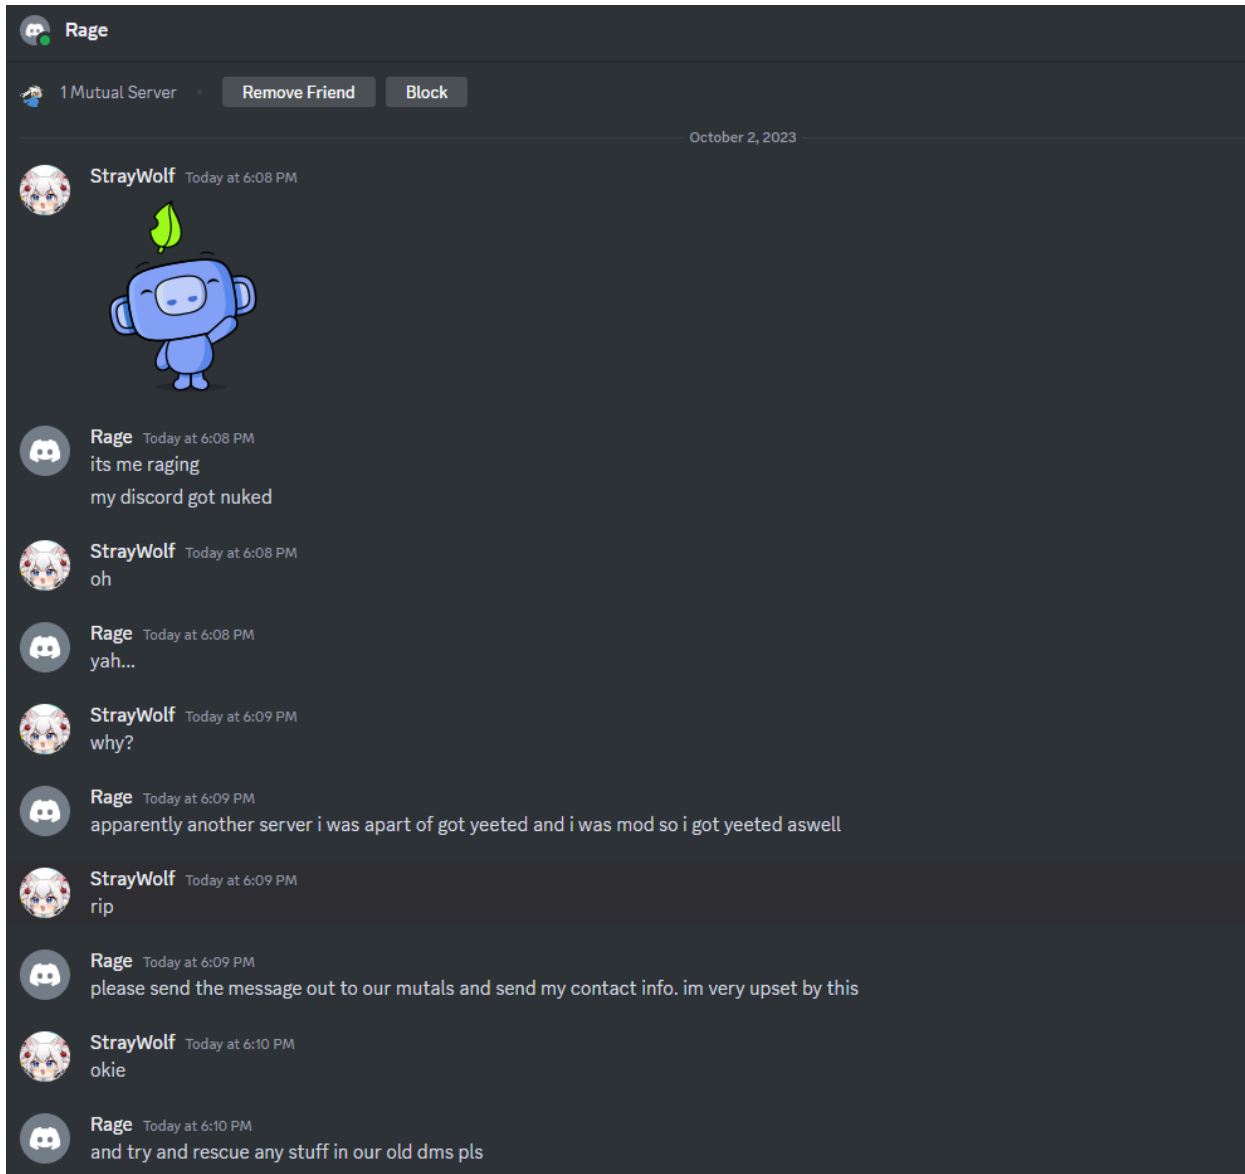 Rage
1 Mutual Server
Remove Friend
Block
October 2, 2023
StrayWolf Today at 6:08 PM
Rage Today at 6:08 PM
its me raging
my discord got nuked
StrayWolf Today at 6:08 PM
oh
Rage Today at 6:08 PM
yah...
StrayWolf Today at 6:09 PM
why?
Rage Today at 6:09 PM
apparently another server i was apart of got yeeted and i was mod so i got yeeted aswell
StrayWolf Today at 6:09 PM
rip
Rage Today at 6:09 PM
please send the message out to our mutals and send my contact info. im very upset by this
StrayWolf Today at 6:10 PM
okie
Rage Today at 6:10 PM
and try and rescue any stuff in our old dms pls